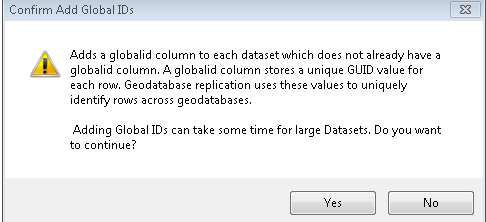 Confirm Add Global IDs
Adds a globalid column to each dataset which does not already have a
globalid column. A globalid column stores a unique GUID value for
each row. Geodatabase replication uses these values to uniquely
identify rows across geodatabases.
Adding Global IDs can take some time for large Datasets. Do you want
to continue?
Yes
No